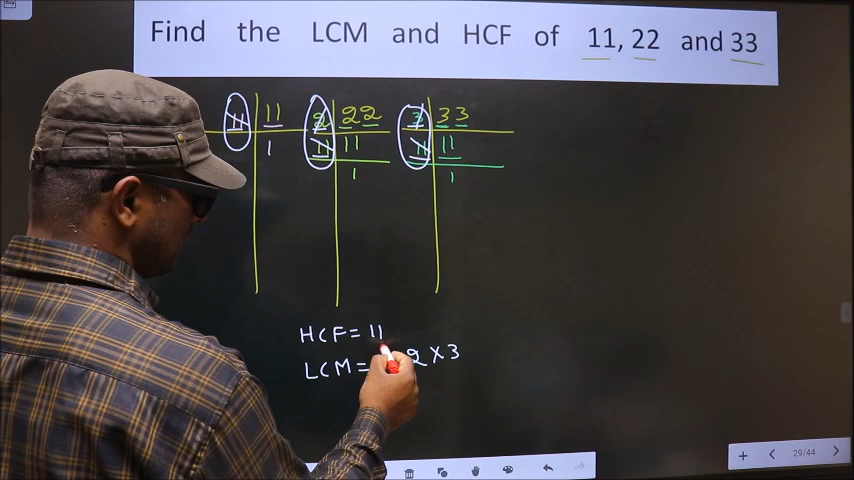 Find the LCM and HCF of 11, 22 and 33
11 11 2 22 3 33
1 11 11 11 11
1 1
HCF = 11
LCM = 2 × 3
29/44